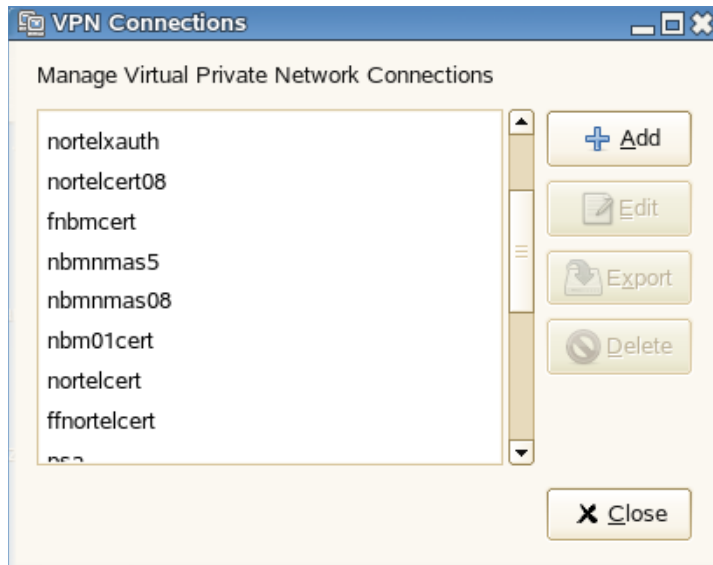 VPN Connections
Manage Virtual Private Network Connections
nortelxauth
nortelcert08
fnbmcert
nbmnmas5
nbmnmas08
nbm01cert
nortelcert
ffnortelcert
Add
Edit
Export
Delete
Close